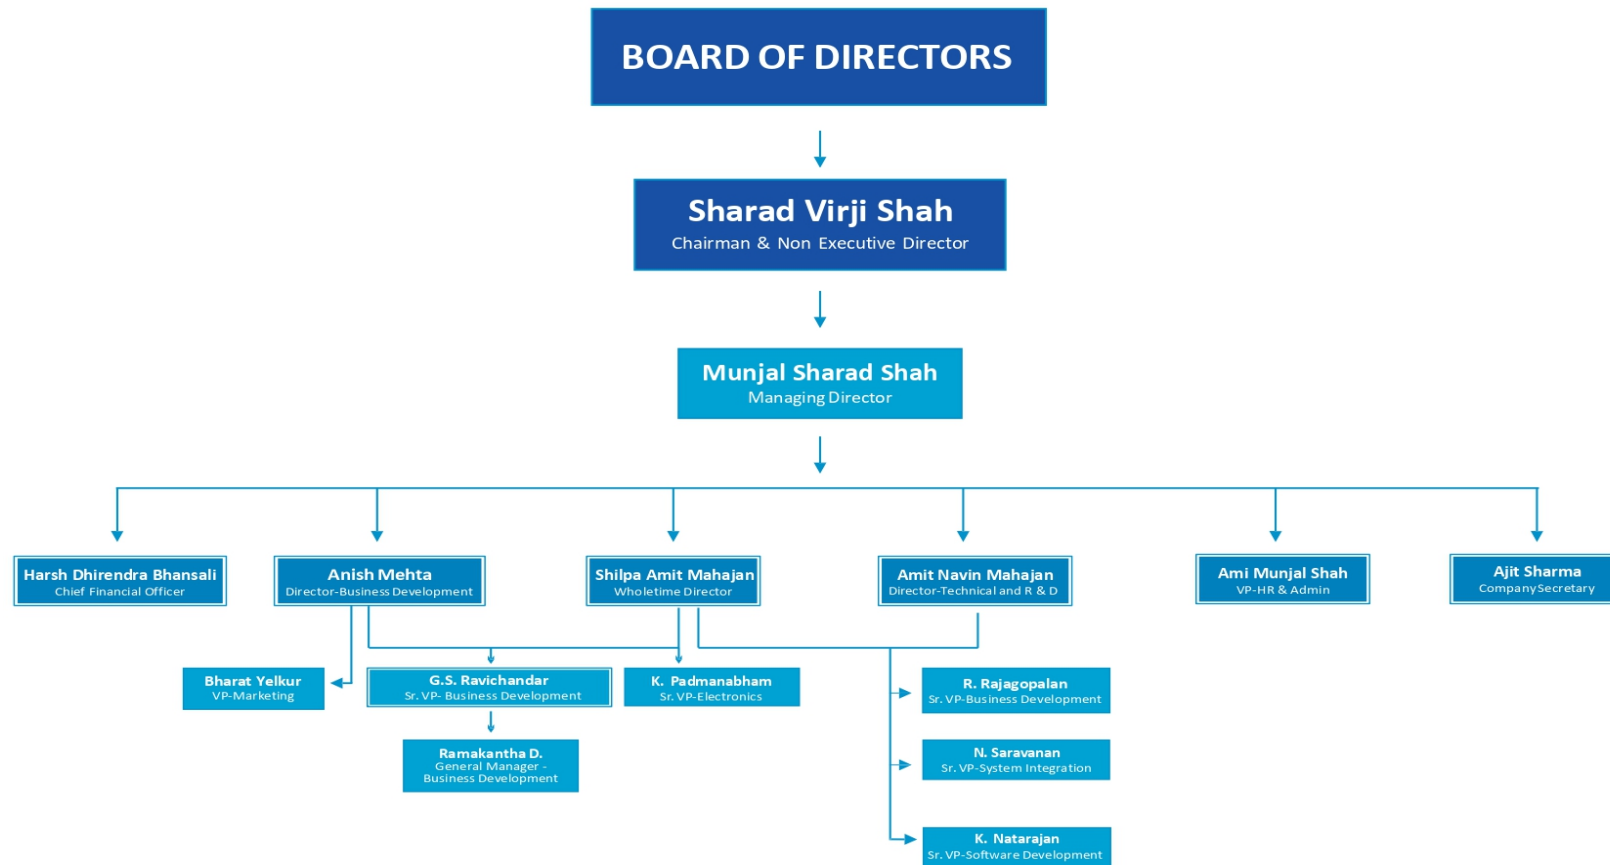 BOARD OF DIRECTORS
Sharad Virji Shah
Chairman & Non Executive Director
Munjal Sharad Shah
Managing Director
Harsh Dhirendra Bhansali
Chief Financial Officer
Anish Mehta
Director-Business Development
Shilpa Amit Mahajan
Wholetime Director
Amit Navin Mahajan
Director-Technical and R & D
Ami Munjal Shah
VP-HR & Admin
Ajit Sharma
Company Secretary
Bharat Yelkur
VP-Marketing
G.S. Ravichandar
Sr. VP- Business Development
K. Padmanabham
Sr. VP-Electronics
R. Rajagopalan
Sr. VP-Business Development
Ramakantha D.
General Manager -
Business Development
N. Saravanan
Sr. VP-System Integration
K. Natarajan
Sr. VP-Software Development